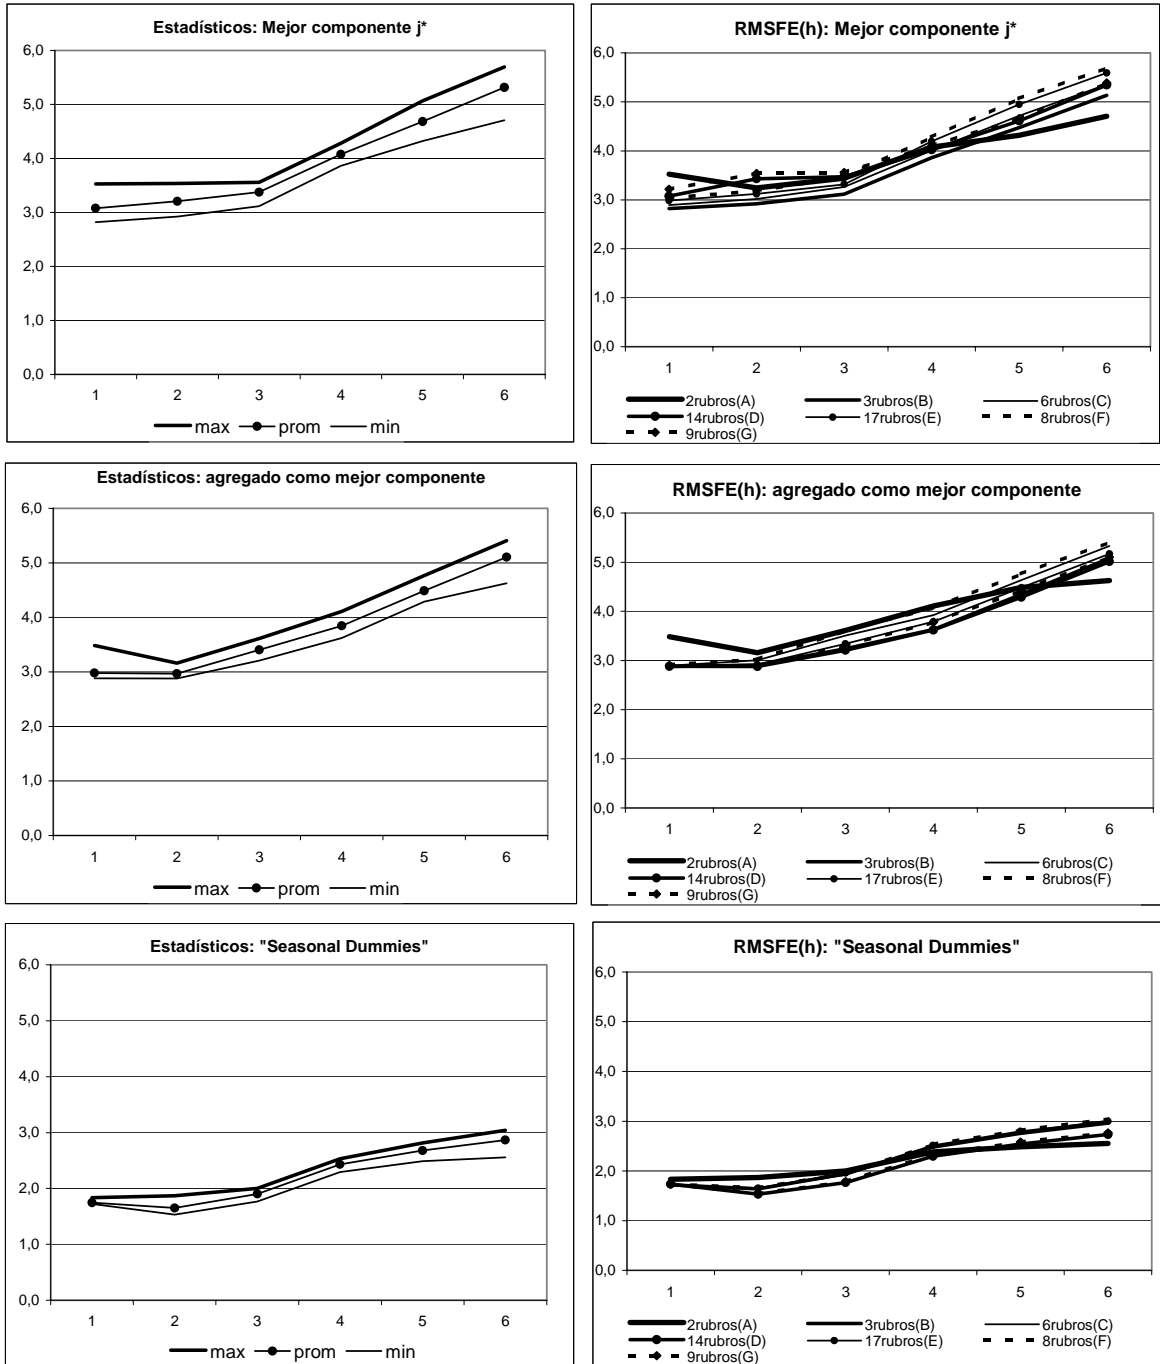 Estadísticos: Mejor componente j*
6,0
5,0
4,0
3,0
2,0
1,0
0,0
1 2 3 4 5 6
max prom min
RMSFE(h): Mejor componente j*
6,0
5,0
4,0
3,0
2,0
1,0
0,0
1 2 3 4 5 6
2rubros(A) 3rubros(B) 6rubros(C)
14rubros(D) 17rubros(E) 8rubros(F)
9rubros(G)
Estadísticos: agregado como mejor componente
6,0
5,0
4,0
3,0
2,0
1,0
0,0
1 2 3 4 5 6
max prom min
RMSFE(h): agregado como mejor componente
6,0
5,0
4,0
3,0
2,0
1,0
0,0
1 2 3 4 5 6
2rubros(A) 3rubros(B) 6rubros(C)
14rubros(D) 17rubros(E) 8rubros(F)
9rubros(G)
Estadísticos: "Seasonal Dummies"
6,0
5,0
4,0
3,0
2,0
1,0
0,0
1 2 3 4 5 6
max prom min
RMSFE(h): "Seasonal Dummies"
6,0
5,0
4,0
3,0
2,0
1,0
0,0
1 2 3 4 5 6
2rubros(A) 3rubros(B) 6rubros(C)
14rubros(D) 17rubros(E) 8rubros(F)
9rubros(G)